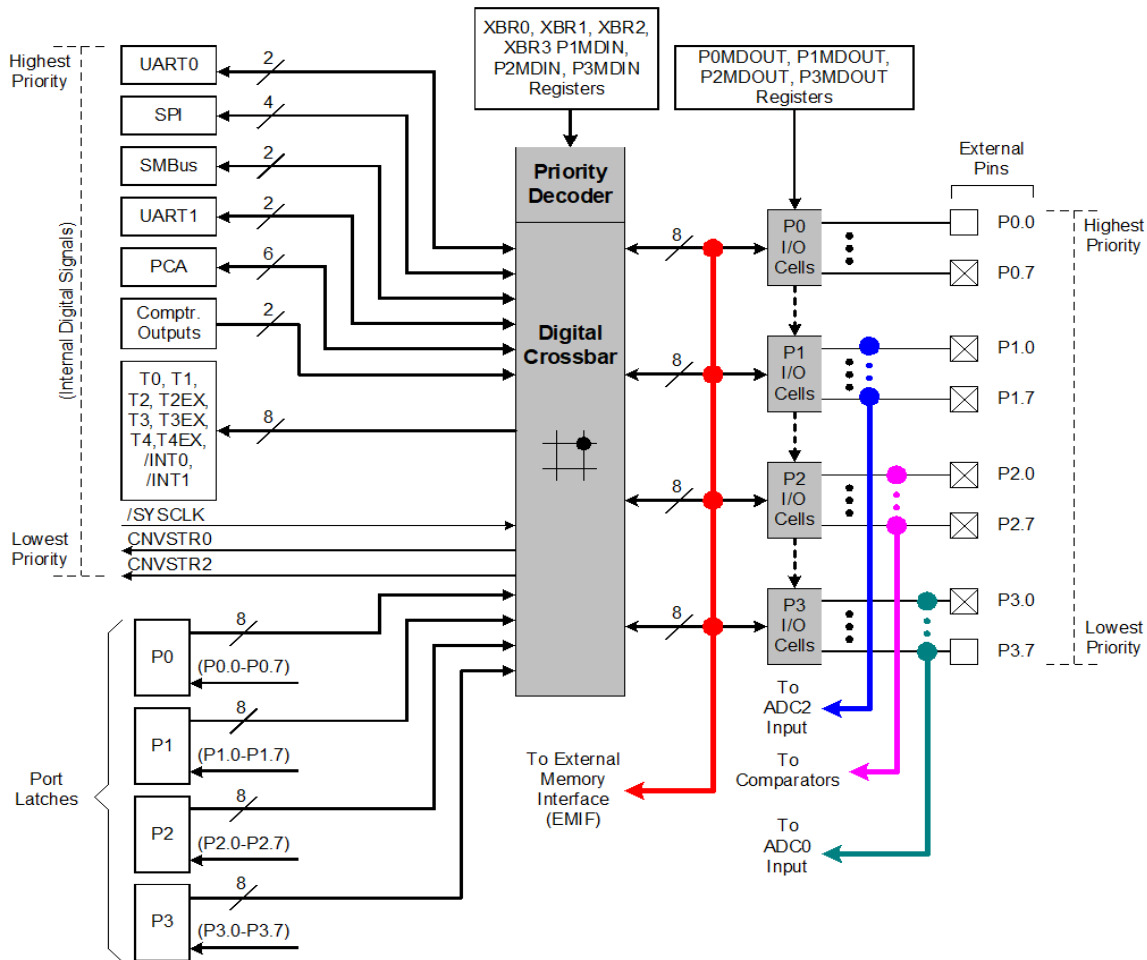 XBR0, XBR1, XBR2,
XBR3 P1MDIN,
P2MDIN, P3MDIN
Registers
P0MDOUT, P1MDOUT,
P2MDOUT, P3MDOUT
Registers
Highest
Priority
(Internal Digital Signals)
Lowest
Priority
UART0
2
SPI
4
SMBus
2
UART1
2
PCA
6
Comptr.
Outputs
2
T0, T1,
T2, T2EX,
T3, T3EX,
T4,T4EX,
/INT0,
/INT1
8
/SYSCLK
CNVSTR0
CNVSTR2
Port
Latches
P0
8
(P0.0-P0.7)
P1
8
(P1.0-P1.7)
P2
8
(P2.0-P2.7)
P3
8
(P3.0-P3.7)
Priority
Decoder
Digital
Crossbar
8
8
8
8
P0
I/O
Cells
P1
I/O
Cells
P2
I/O
Cells
P3
I/O
Cells
External
Pins
P0.0
P0.7
P1.0
P1.7
P2.0
P2.7
P3.0
P3.7
Highest
Priority
Lowest
Priority
To External
Memory
Interface
(EMIF)
To
ADC2
Input
To
Comparators
To
ADC0
Input